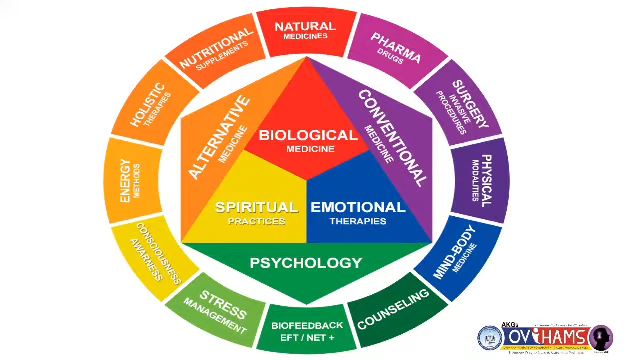 NATURAL
MEDICINES
PHARMA
DRUGS
SURGERY
INVASIVE
PROCEDURES
PHYSICAL
MODALITIES
MIND-BODY
MEDICINE
COUNSELING
BIOFEEDBACK
EFT / NET +
STRESS
MANAGEMENT
CONSCIOUSNESS
AWARNESS
ENERGY
METHODS
HOLISTIC
THERAPIES
NUTRITIONAL
SUPPLEMENTS
ALTERNATIVE
MEDICINE
CONVENTIONAL
MEDICINE
BIOLOGICAL
MEDICINE
SPIRITUAL
PRACTICES
EMOTIONAL
THERAPIES
PSYCHOLOGY
AKG
OVIHAMS